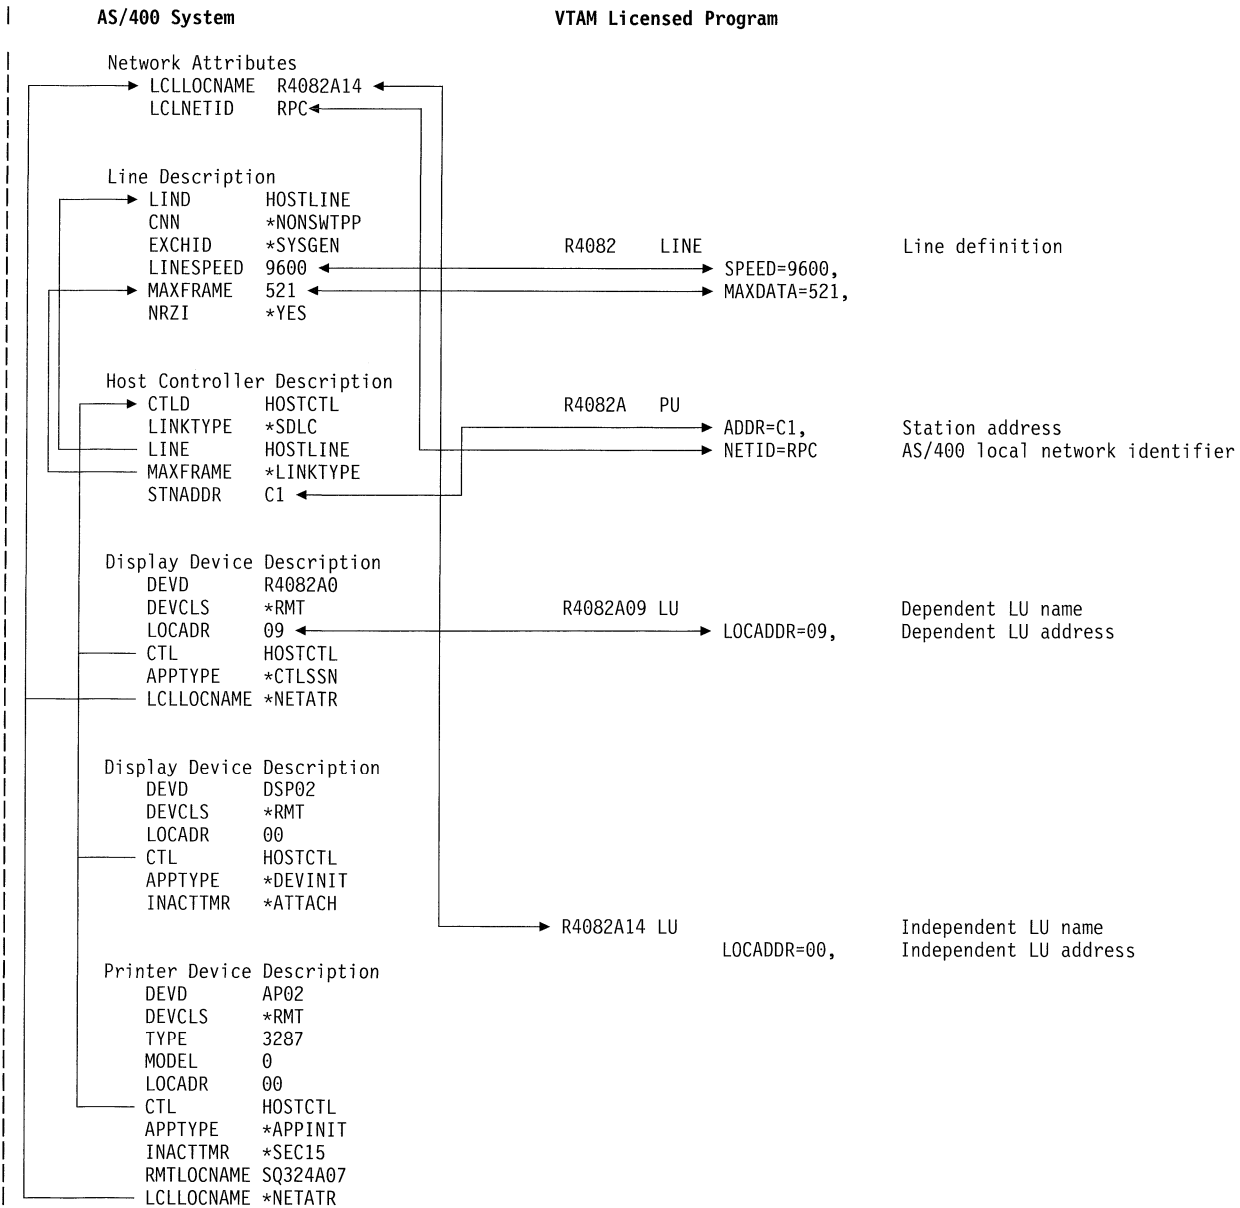 AS/400 System VTAM Licensed Program
Network Attributes
LCLLOCNAME R4082A14
LCLNETID RPC
Line Description
LIND HOSTLINE
CNN *NONSWTPP
EXCHID *SYSGEN R4082 LINE Line definition
LINESPEED 9600 SPEED=9600,
MAXFRAME 521 MAXDATA=521,
NRZI *YES
Host Controller Description
CTLD HOSTCTL R4082A PU
LINKTYPE *SDLC ADDR=C1, Station address
LINE HOSTLINE NETID=RPC AS/400 local network identifier
MAXFRAME *LINKTYPE
STNADDR C1
Display Device Description
DEVD R4082A0
DEVCLS *RMT R4082A09 LU Dependent LU name
LOCADR 09 LOCADDR=09, Dependent LU address
CTL HOSTCTL
APPTYPE *CTLSSN
LCLLOCNAME *NETATR
Display Device Description
DEVD DSP02
DEVCLS *RMT
LOCADR 00
CTL HOSTCTL
APPTYPE *DEVINIT
INACTTMR *ATTACH
R4082A14 LU Independent LU name
LOCADDR=00, Independent LU address
Printer Device Description
DEVD AP02
DEVCLS *RMT
TYPE 3287
MODEL 0
LOCADR 00
CTL HOSTCTL
APPTYPE *APPINIT
INACTTMR *SEC15
RMTLOCNAME SQ324A07
LCLLOCNAME *NETATR